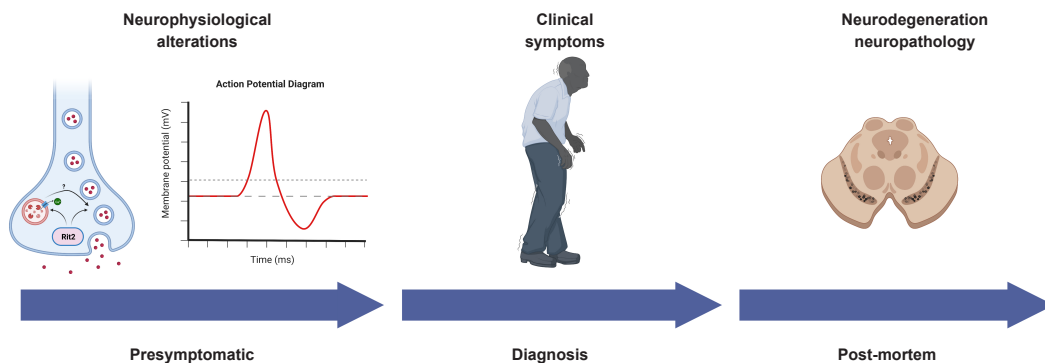 Neurophysiological
alterations
Clinical
symptoms
Neurodegeneration
neuropathology
Action Potential Diagram
Membrane potential (mV)
?
Rit2
Time (ms)
Presymptomatic
Diagnosis
Post-mortem